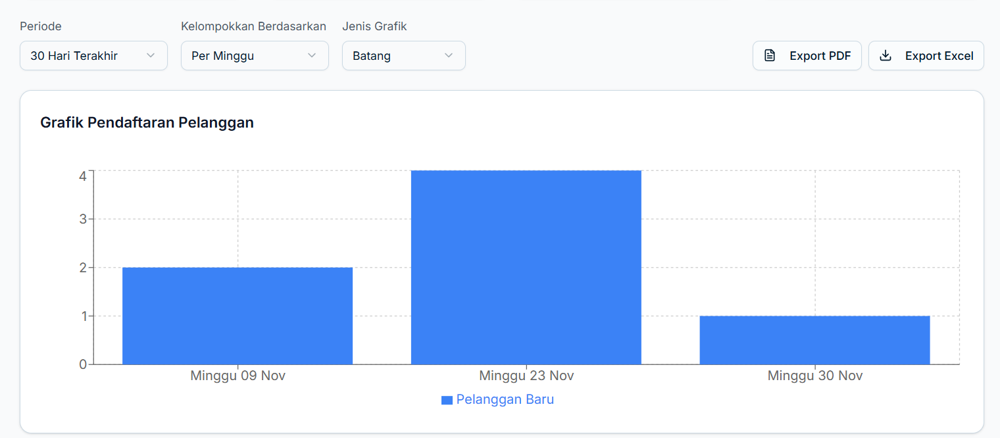 Periode
Kelompokkan Berdasarkan
Jenis Grafik
30 Hari Terakhir
Per Minggu
Batang
Export PDF
Export Excel
Grafik Pendaftaran Pelanggan
4
3
2
1
0
Minggu 09 Nov
Minggu 23 Nov
Minggu 30 Nov
Pelanggan Baru